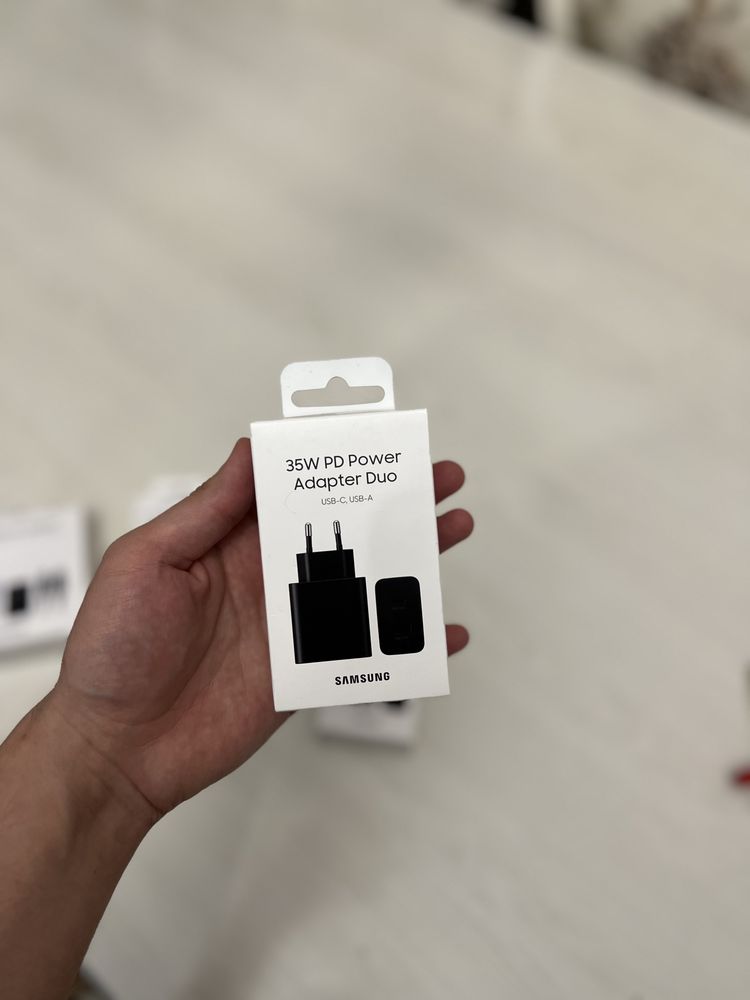 35W PD Power
Adapter Duo
USB-C, USB-A
SAMSUNG